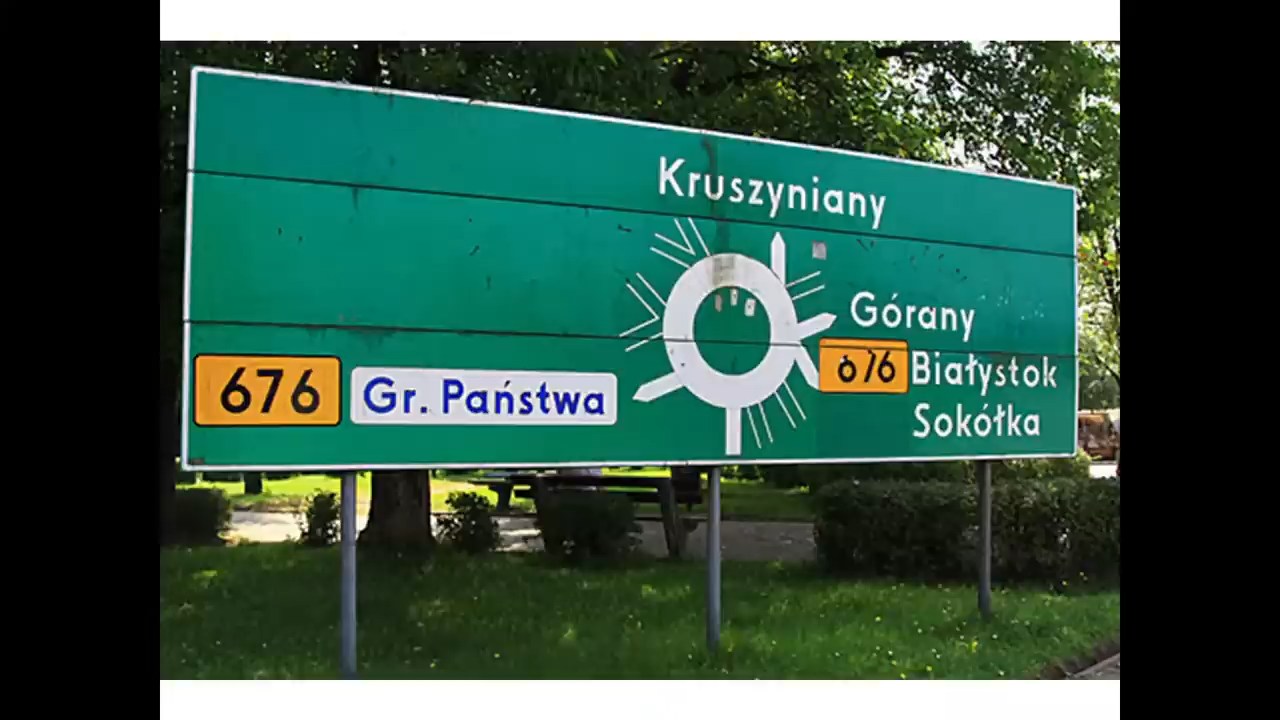 Kruszyniany
Górany
676 Białystok
Sokółka
676 Gr. Państwa